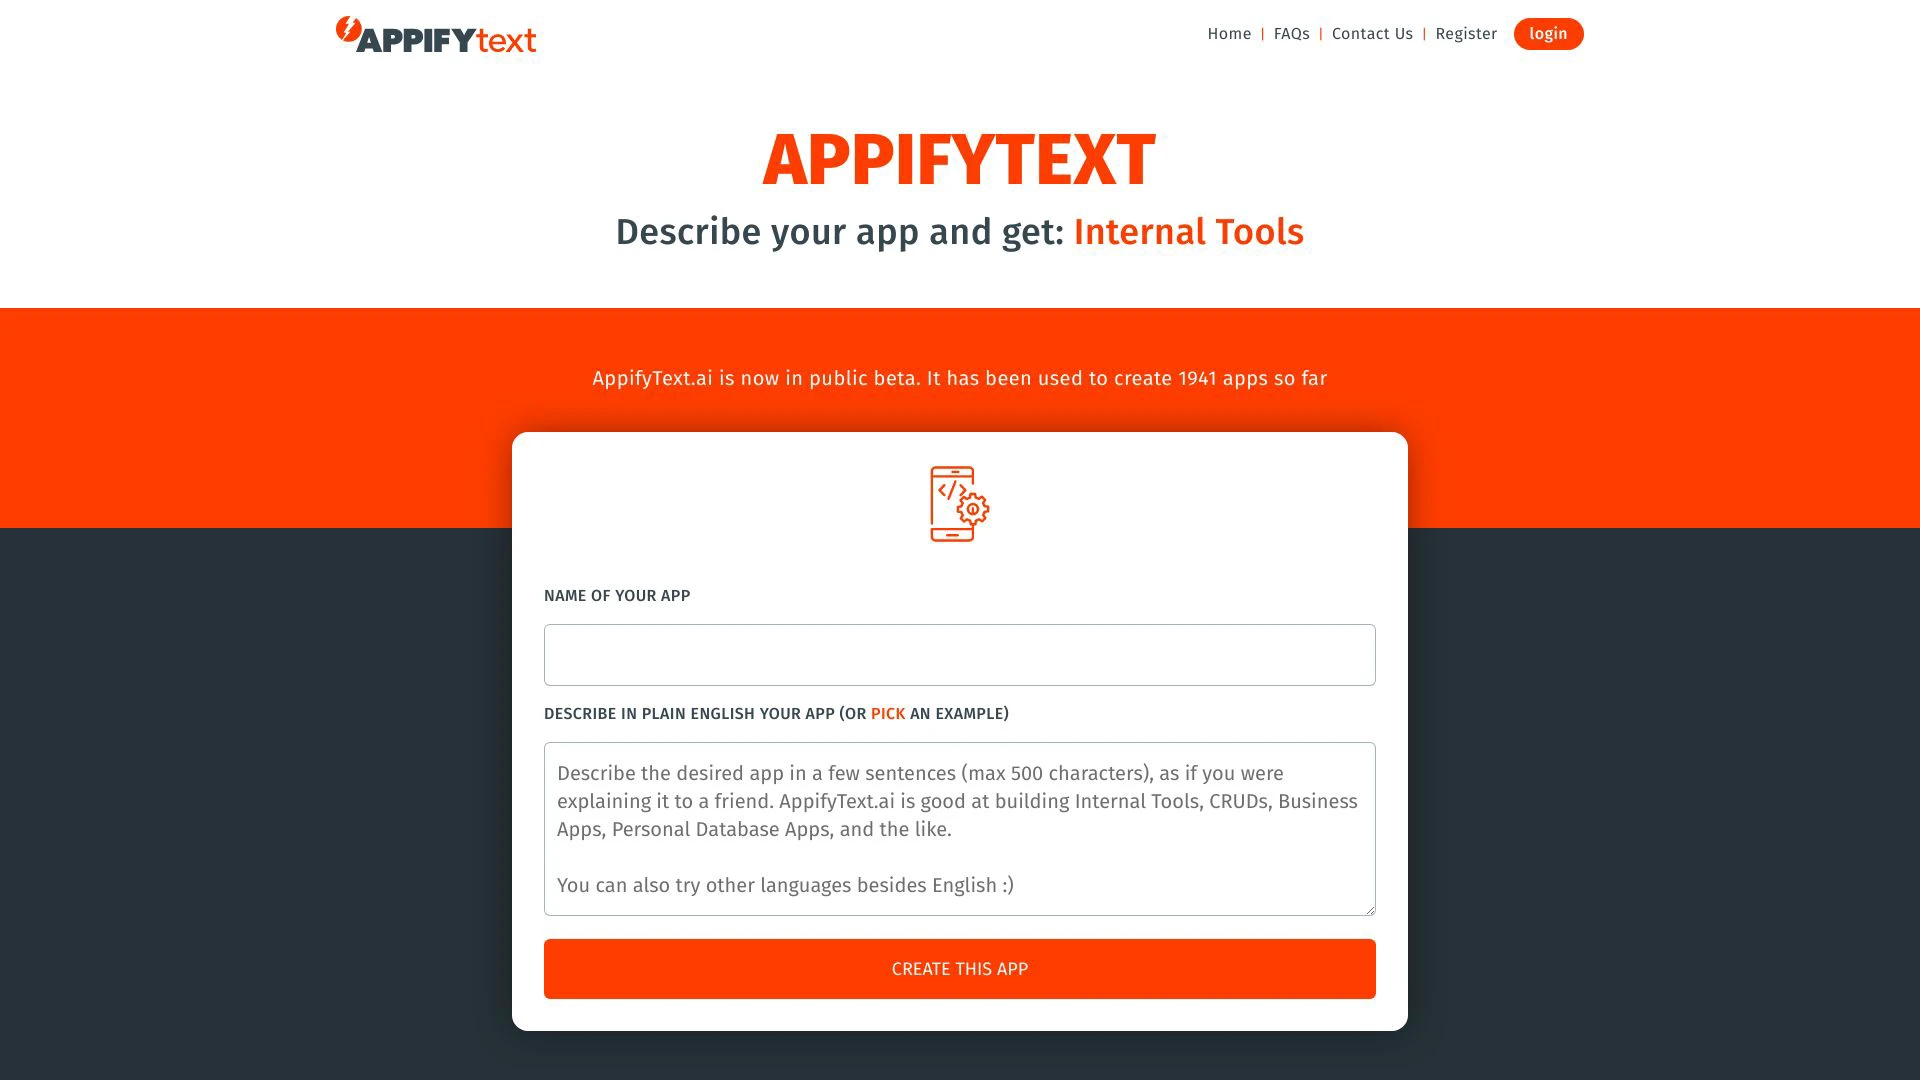 APPIFYtext
Home | FAQs | Contact Us | Register login
APPIFYTEXT
Describe your app and get: Internal Tools
AppifyText.ai is now in public beta. It has been used to create 1941 apps so far
NAME OF YOUR APP
DESCRIBE IN PLAIN ENGLISH YOUR APP (OR PICK AN EXAMPLE)
Describe the desired app in a few sentences (max 500 characters), as if you were
explaining it to a friend. AppifyText.ai is good at building Internal Tools, CRUDs, Business
Apps, Personal Database Apps, and the like.
You can also try other languages besides English :)
CREATE THIS APP